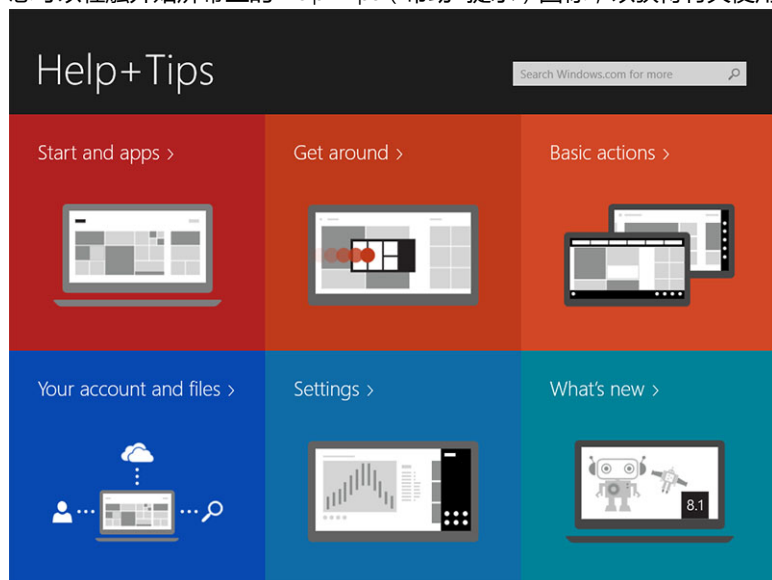 Help+Tips
Search Windows.com for more
Start and apps >
Get around >
Basic actions >
Your account and files >
Settings >
What's new >
8.1